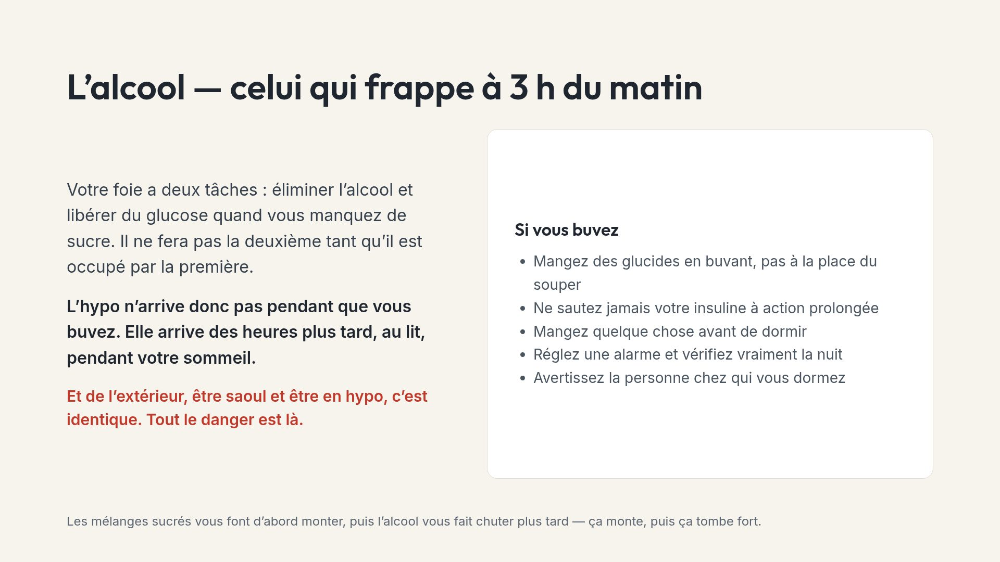 L’alcool — celui qui frappe à 3 h du matin
Votre foie a deux tâches : éliminer l’alcool et
libérer du glucose quand vous manquez de
sucre. Il ne fera pas la deuxième tant qu’il est
occupé par la première.
L’hypo n’arrive donc pas pendant que vous
buvez. Elle arrive des heures plus tard, au lit,
pendant votre sommeil.
Et de l’extérieur, être saoul et être en hypo, c’est
identique. Tout le danger est là.
Si vous buvez
• Mangez des glucides en buvant, pas à la place du
souper
• Ne sautez jamais votre insuline à action prolongée
• Mangez quelque chose avant de dormir
• Réglez une alarme et vérifiez vraiment la nuit
• Avertissez la personne chez qui vous dormez
Les mélanges sucrés vous font d’abord monter, puis l’alcool vous fait chuter plus tard — ça monte, puis ça tombe fort.